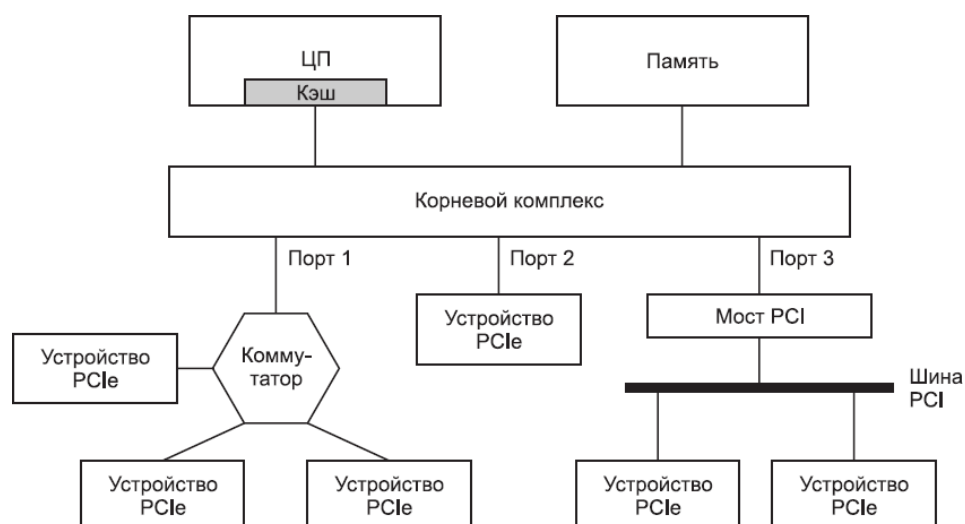 ЦП
Кэш
Память
Корневой комплекс
Порт 1
Порт 2
Порт 3
Устройство
PCIe
Комму-
татор
Устройство
PCIe
Мост PCI
Шина
PCI
Устройство
PCIe
Устройство
PCIe
Устройство
PCIe
Устройство
PCIe